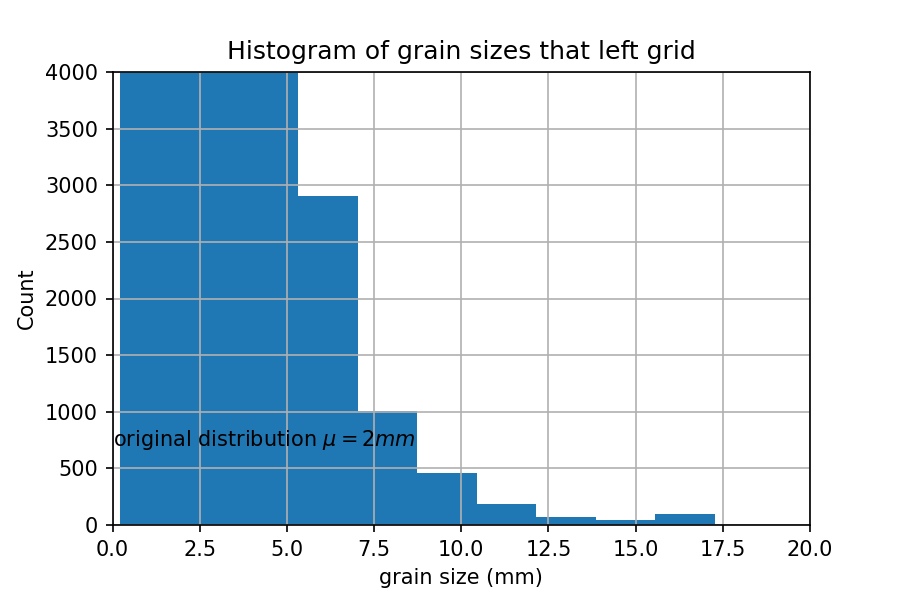 Histogram of grain sizes that left grid
4000
3500
3000
2500
2000
1500
1000
500
0
Count
original distribution μ = 2mm
0.0 2.5 5.0 7.5 10.0 12.5 15.0 17.5 20.0
grain size (mm)